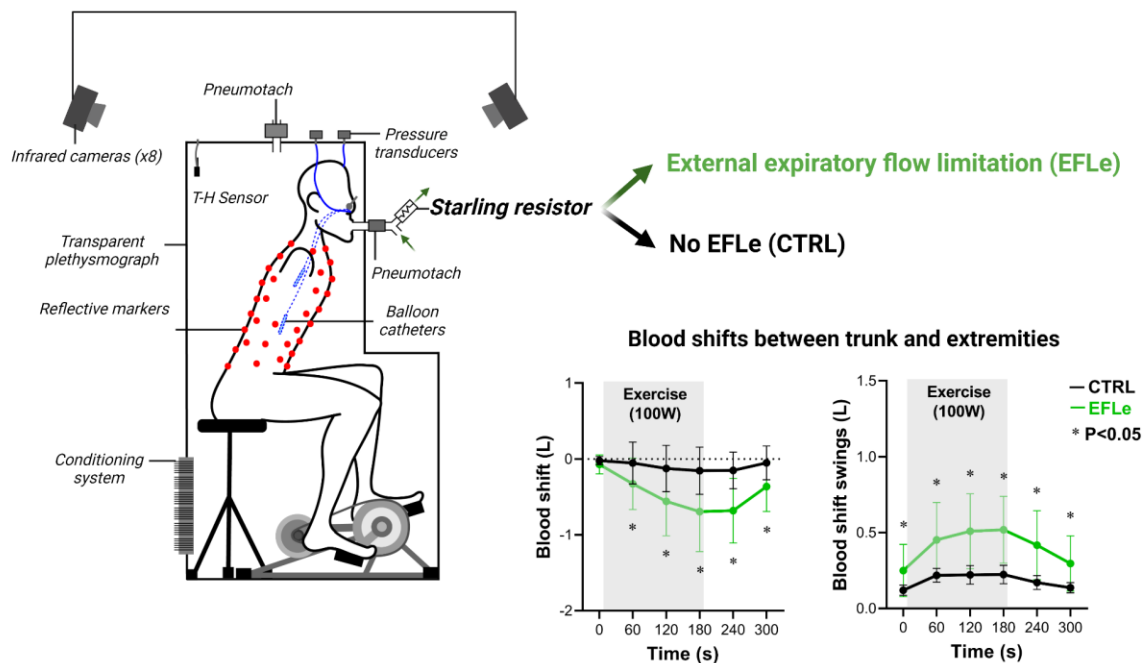 Pneumotach
Infrared cameras (x8)
Pressure
transducers
T-H Sensor
Starling resistor
External expiratory flow limitation (EFLe)
No EFLe (CTRL)
Transparent
plethysmograph
Pneumotach
Reflective markers
Balloon
catheters
Conditioning
system
Blood shifts between trunk and extremities
Exercise
(100W)
Blood shift (L)
1
0
-1
-2
* * * * *
0 60 120 180 240 300
Time (s)
Exercise
(100W)
Blood shift swings (L)
1.5
1.0
0.5
0.0
* * * * * *
0 60 120 180 240 300
Time (s)
CTRL
EFLe
* P<0.05